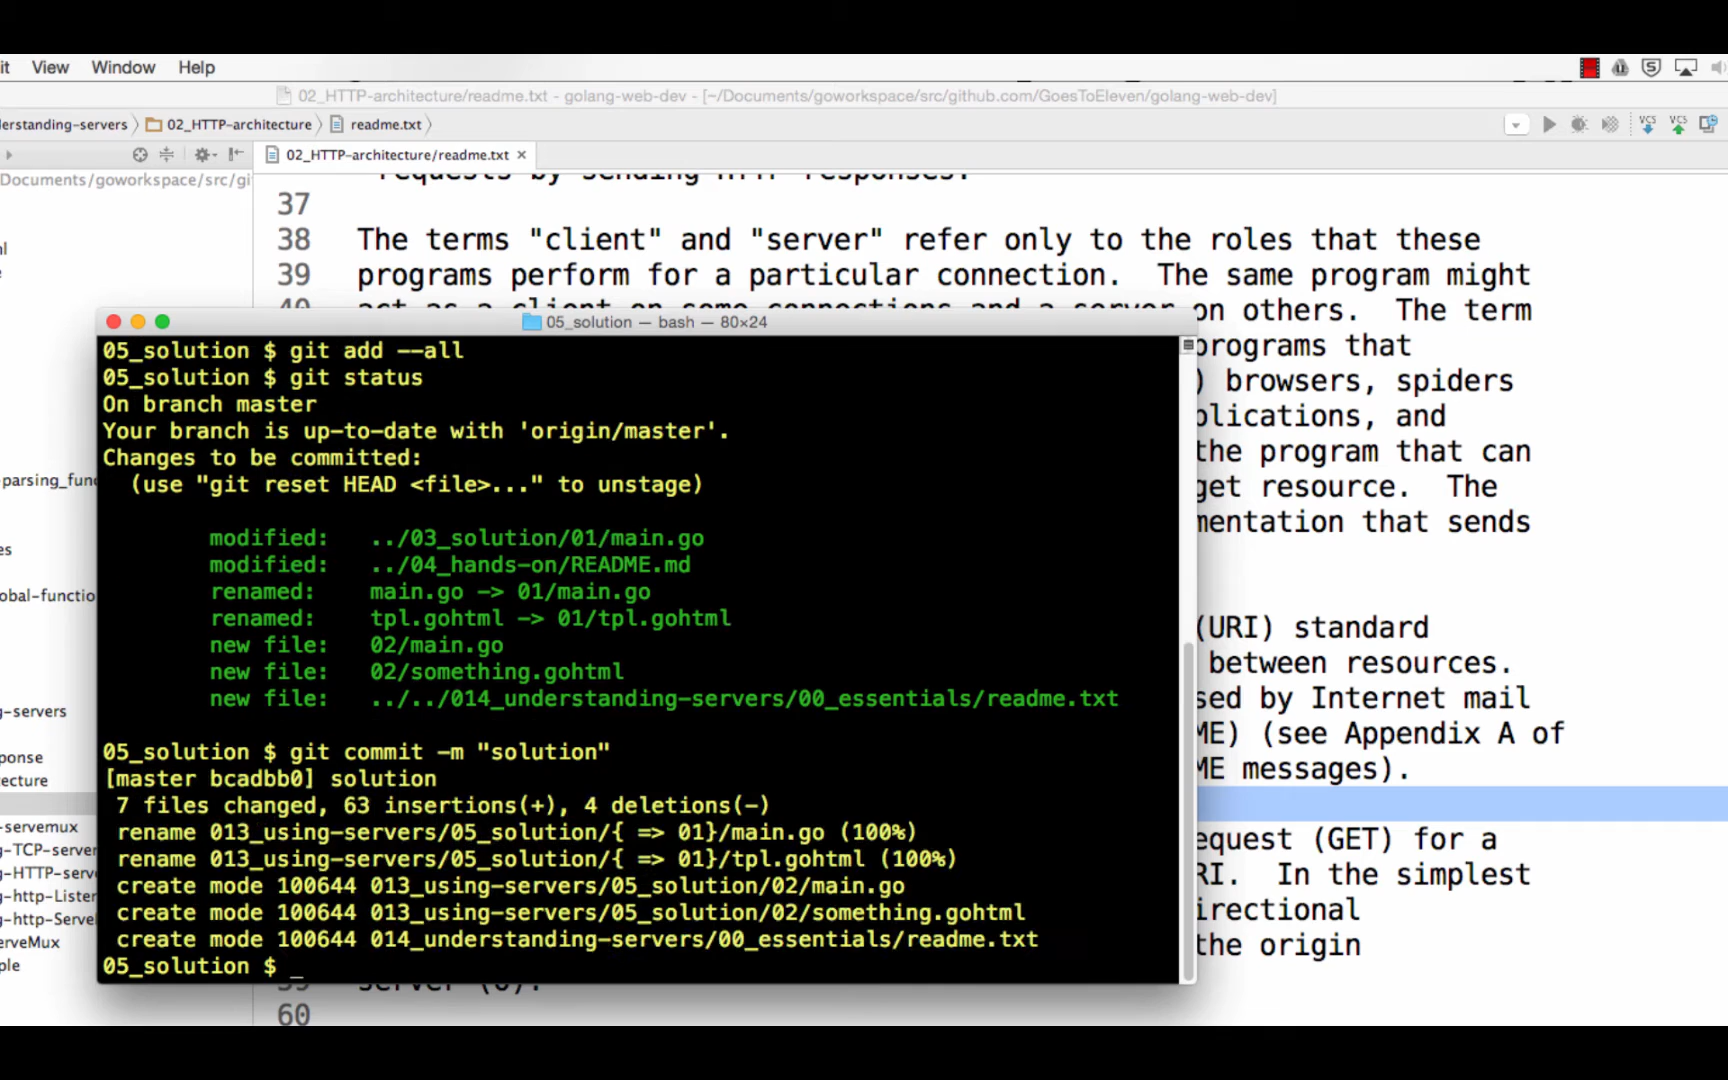 View Window Help
02_HTTP-architecture/readme.txt - golang-web-dev - [~/Documents/goworkspace/src/github.com/GoesToEleven/golang-web-dev]
02_HTTP-architecture readme.txt
02_HTTP-architecture/readme.txt
37
38 The terms "client" and "server" refer only to the roles that these
39 programs perform for a particular connection. The same program might
on others. The term
programs that
) browsers, spiders
the program that can
get resource. The
mentation that sends
(URI) standard
between resources.
sed by Internet mail
ME) (see Appendix A of
ME messages).
equest (GET) for a
RI. In the simplest
irectional
the origin
60
05_solution — bash — 80×24
05_solution $ git add --all
05_solution $ git status
On branch master
Your branch is up-to-date with 'origin/master'.
Changes to be committed:
(use "git reset HEAD <file>..." to unstage)
modified: ../03_solution/01/main.go
modified: ../04_hands-on/README.md
renamed: main.go -> 01/main.go
renamed: tpl.gohtml -> 01/tpl.gohtml
new file: 02/main.go
new file: 02/something.gohtml
new file: ../../014_understanding-servers/00_essentials/readme.txt
05_solution $ git commit -m "solution"
[master bcadbb0] solution
7 files changed, 63 insertions(+), 4 deletions(-)
rename 013_using-servers/05_solution/{ => 01}/main.go (100%)
rename 013_using-servers/05_solution/{ => 01}/tpl.gohtml (100%)
create mode 100644 013_using-servers/05_solution/02/main.go
create mode 100644 013_using-servers/05_solution/02/something.gohtml
create mode 100644 014_understanding-servers/00_essentials/readme.txt
05_solution $ _